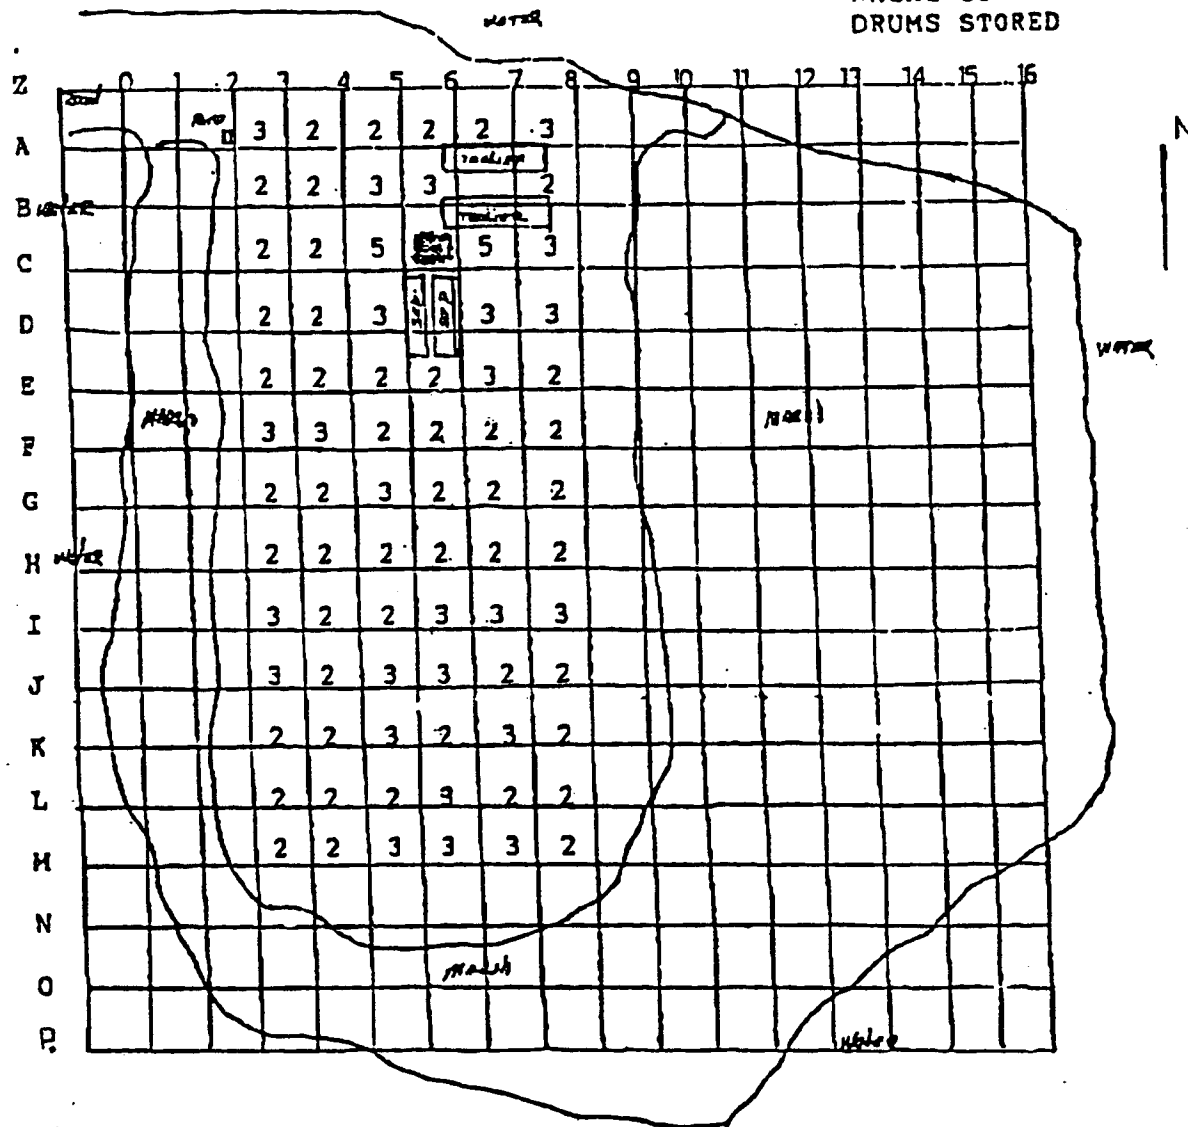 DRUMS STORED
WATER
Z 0 1 2 3 4 5 6 7 8 9 10 11 12 13 14 15 16
N
3 2 2 2 2 3
A
TRAILER
2 2 3 3 2
B WATER
TRAILER
2 2 5 5 3
C
2 2 3 3 3
D
WATER
2 2 2 2 3 2
E
MARSH MARSH
3 3 2 2 2 2
F
2 2 3 2 2 2
G
2 2 2 2 2 2
H WATER
3 2 2 3 3 3
I
3 2 3 3 2 2
J
2 2 3 2 3 2
K
2 2 2 2 2
L
2 2 3 3 3 2
M
N
MARSH
O
WATER
P.